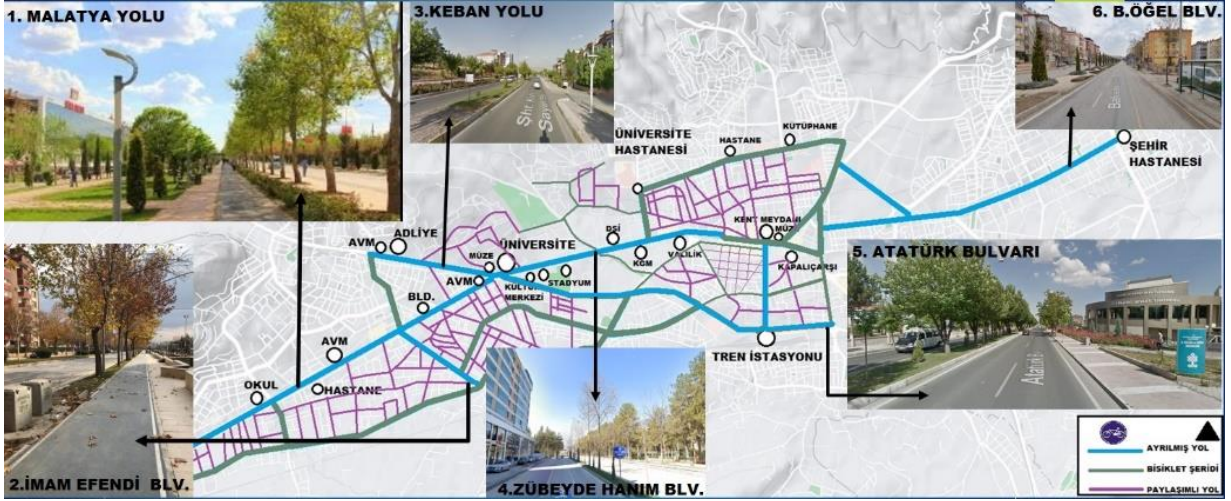 1. MALATYA YOLU
3.KEBAN YOLU
6. B.ÖĞEL BLV.
ÜNİVERSİTE
HASTANESİ
HASTANE
KÜTÜPHANE
ŞEHİR
HASTANESİ
AVM
ADLİYE
MÜZE
ÜNİVERSİTE
DSİ
KGM
VALİLİK
KENT MEYDANI
MÜZE
KAPALIÇARŞI
AVM
KÜLTÜR
MERKEZİ
STADYUM
BLD.
AVM
OKUL
HASTANE
TREN İSTASYONU
5. ATATÜRK BULVARI
Atatürk B
2.İMAM EFENDİ BLV.
4.ZÜBEYDE HANIM BLV.
AYRILMIŞ YOL
BİSİKLET ŞERİDİ
PAYLAŞIMLI YOL